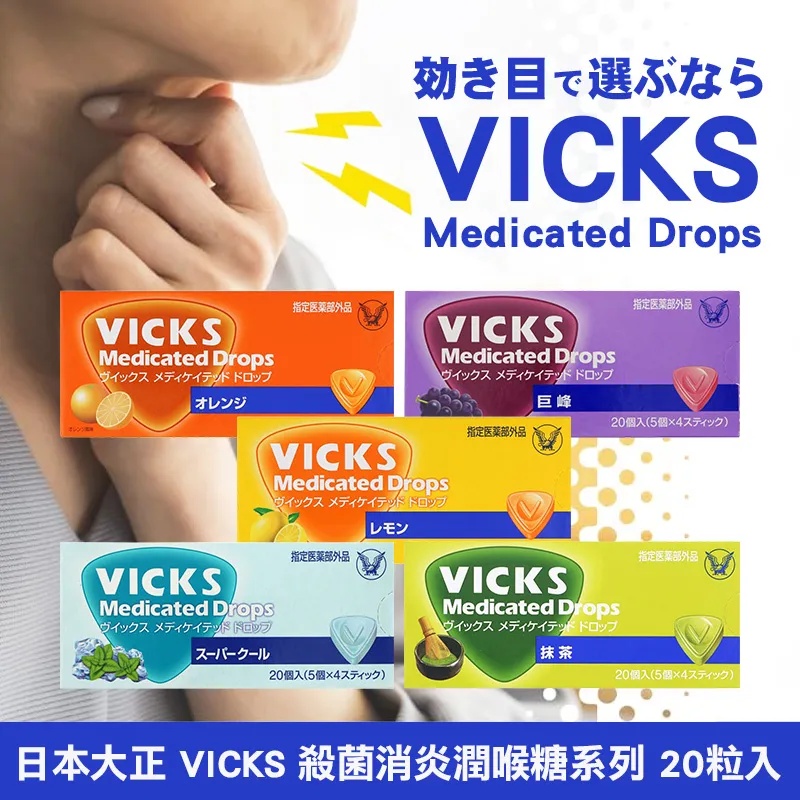 効き目で選ぶなら
VICKS
Medicated Drops
指定医薬部外品
VICKS
Medicated Drops
ヴイックス メディケイテッド ドロップ
オレンジ
指定医薬部外品
VICKS
Medicated Drops
ヴイックス メディケイテッド ドロップ
巨峰
20個入(5個×4スティック)
指定医薬部外品
VICKS
Medicated Drops
ヴイックス メディケイテッド ドロップ
レモン
指定医薬部外品
VICKS
Medicated Drops
ヴイックス メディケイテッド ドロップ
スーパークール
20個入(5個×4スティック)
指定医薬部外品
VICKS
Medicated Drops
ヴイックス メディケイテッド ドロップ
抹茶
20個入(5個×4スティック)
日本大正 VICKS 殺菌消炎潤喉糖系列 20粒入